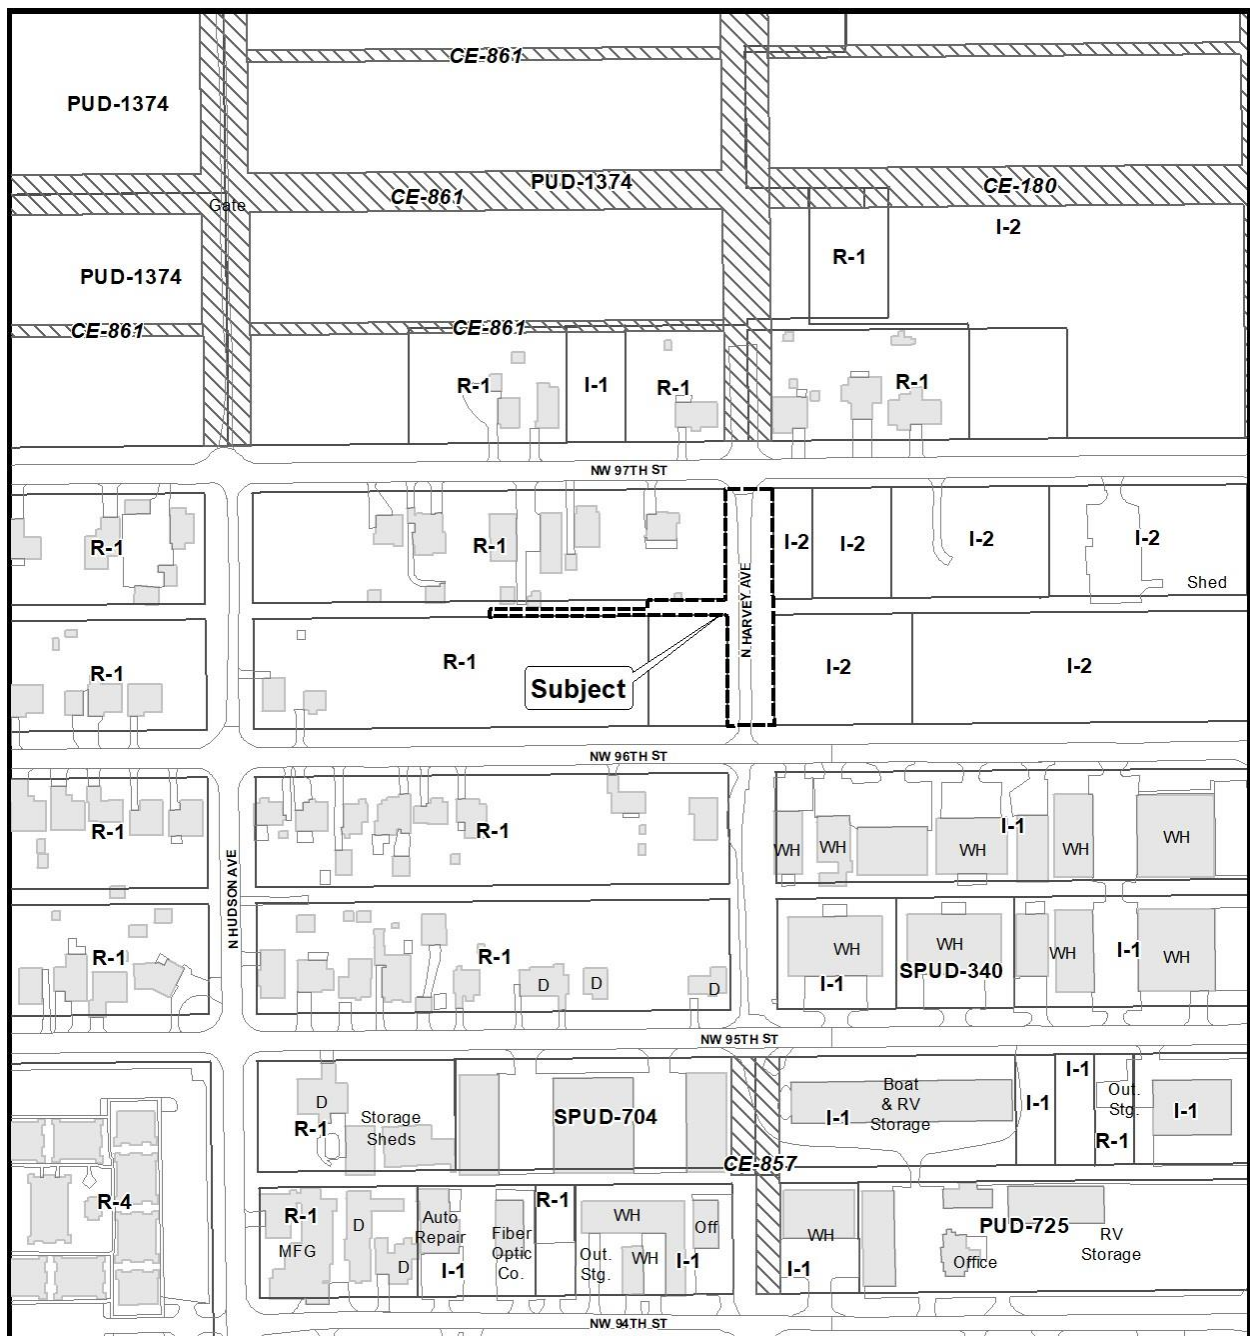 CE-861
PUD-1374
PUD-1374
CE-861
CE-180
Gate
I-2
R-1
PUD-1374
CE-861
CE-861
R-1
I-1
R-1
R-1
NW 97TH ST
R-1
R-1
I-2
I-2
I-2
I-2
Shed
N HARVEY AVE
R-1
R-1
Subject
I-2
I-2
NW 96TH ST
R-1
R-1
I-1
WH
WH
WH
WH
WH
N HUDSON AVE
R-1
R-1
D
D
D
WH
I-1
WH
SPUD-340
WH
I-1
WH
NW 95TH ST
D
R-1
Storage
Sheds
SPUD-704
I-1
Boat
& RV
Storage
I-1
I-1
Out.
Stg.
R-1
I-1
CE-857
R-4
R-1
MFG
D
D
Auto
Repair
I-1
Fiber
Optic
Co.
R-1
Out.
Stg.
WH
WH
I-1
Off
WH
I-1
PUD-725
Office
RV
Storage
NW 94TH ST